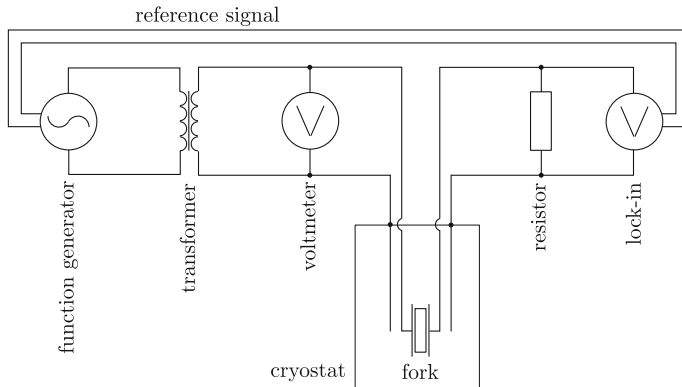 reference signal
function generator
transformer
voltmeter
resistor
lock-in
cryostat
fork